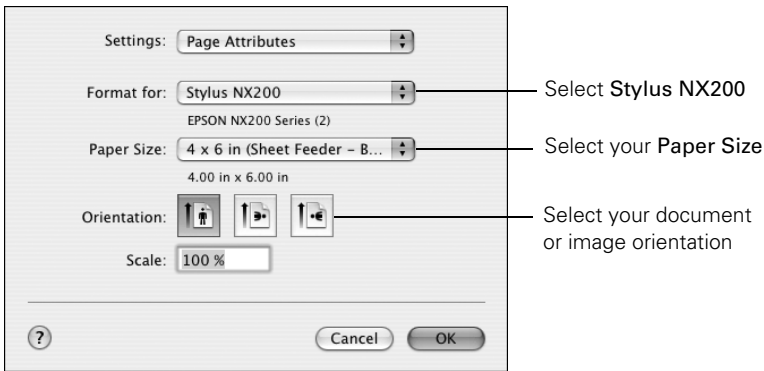 Settings: Page Attributes
Format for: Stylus NX200 Select Stylus NX200
EPSON NX200 Series (2)
Paper Size: 4 x 6 in (Sheet Feeder – B... Select your Paper Size
4.00 in x 6.00 in
Orientation: Select your document
or image orientation
Scale: 100 %
? Cancel OK